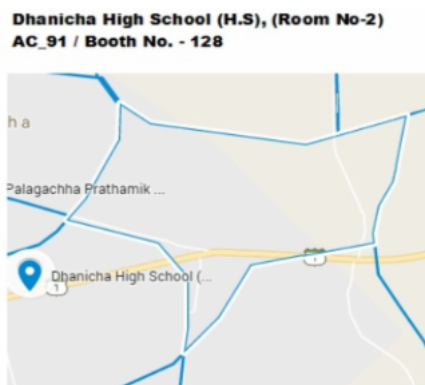 Dhanicha High School (H.S), (Room No-2)
AC_91 / Booth No. - 128
h a
Palagachha Prathamik ...
Dhanicha High School (...
1
1